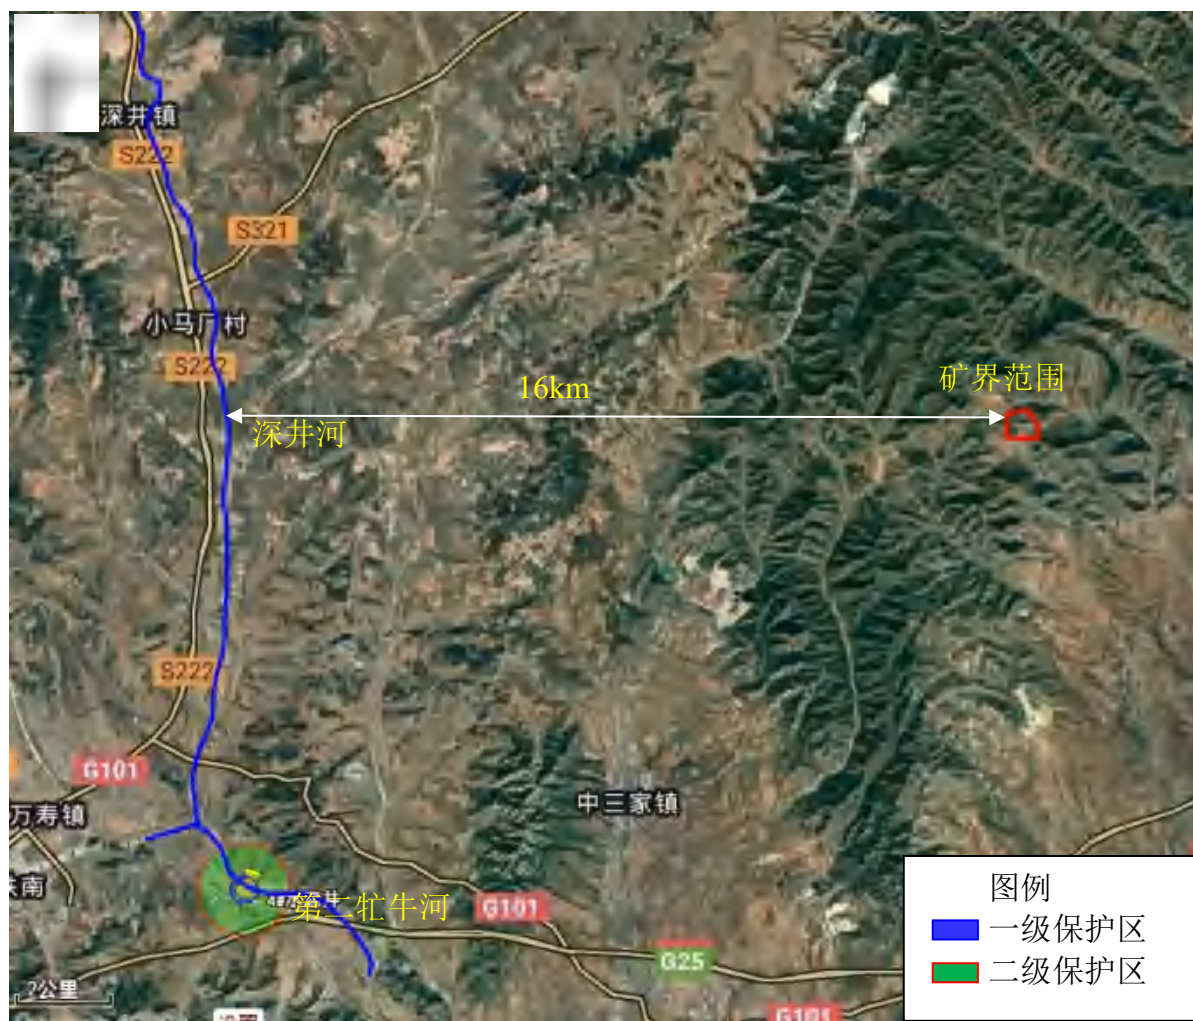 深井镇
S222
S321
小马厂村
S222
16km
矿界范围
深井河
S222
G101
万寿镇
中三家镇
南
第二牤牛河
G101
G25
G101
2公里
图例
一级保护区
二级保护区